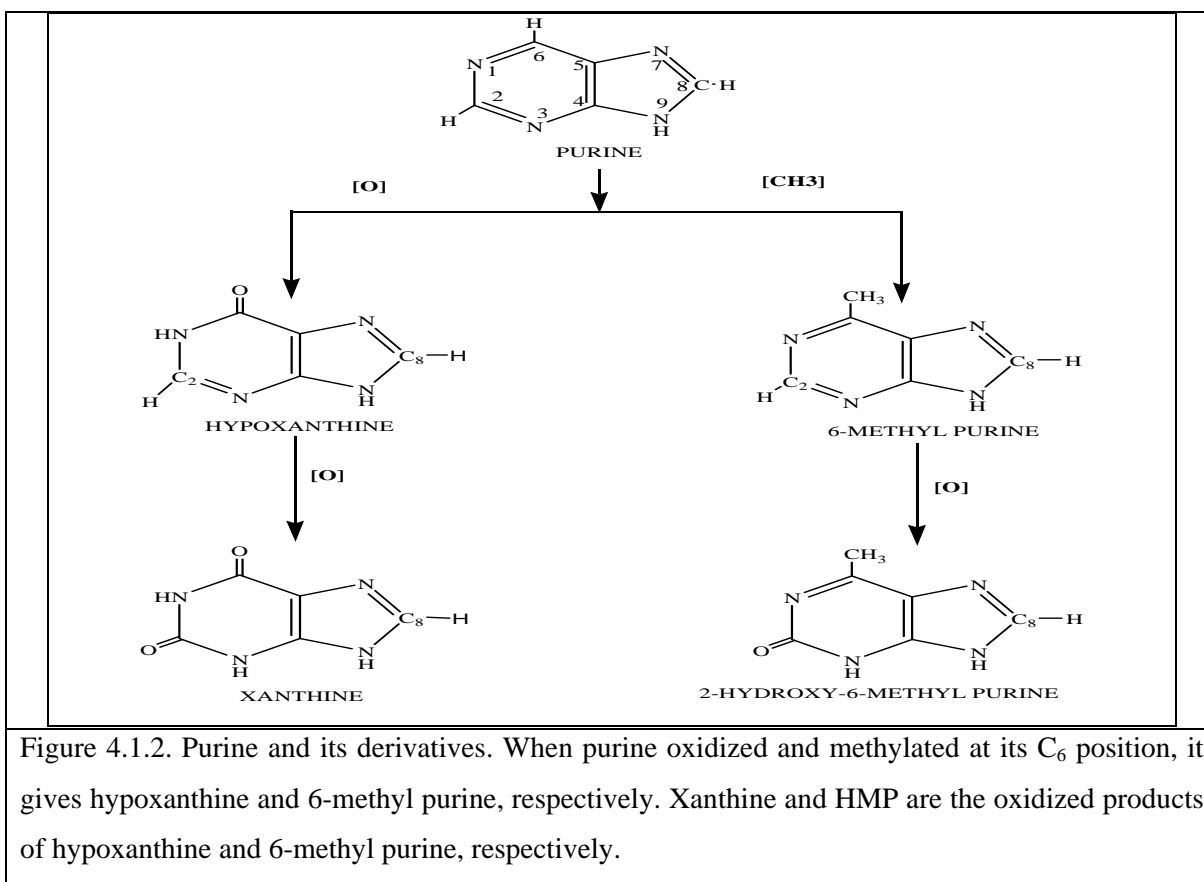 H
6
N 1
5
N
7
8 C·H
2
4
9
N
H
H
3
N
PURINE
[O]
[CH3]
O
CH3
HN
N
N
N
C8 H
C8 H
C2
N
N
H
H C2
N
N
H
H
HYPOXANTHINE
6-METHYL PURINE
[O]
[O]
O
CH3
HN
N
N
N
C8 H
C8 H
O
N
H
N
H
O
N
H
N
H
XANTHINE
2-HYDROXY-6-METHYL PURINE
Figure 4.1.2. Purine and its derivatives. When purine oxidized and methylated at its C6 position, it
gives hypoxanthine and 6-methyl purine, respectively. Xanthine and HMP are the oxidized products
of hypoxanthine and 6-methyl purine, respectively.